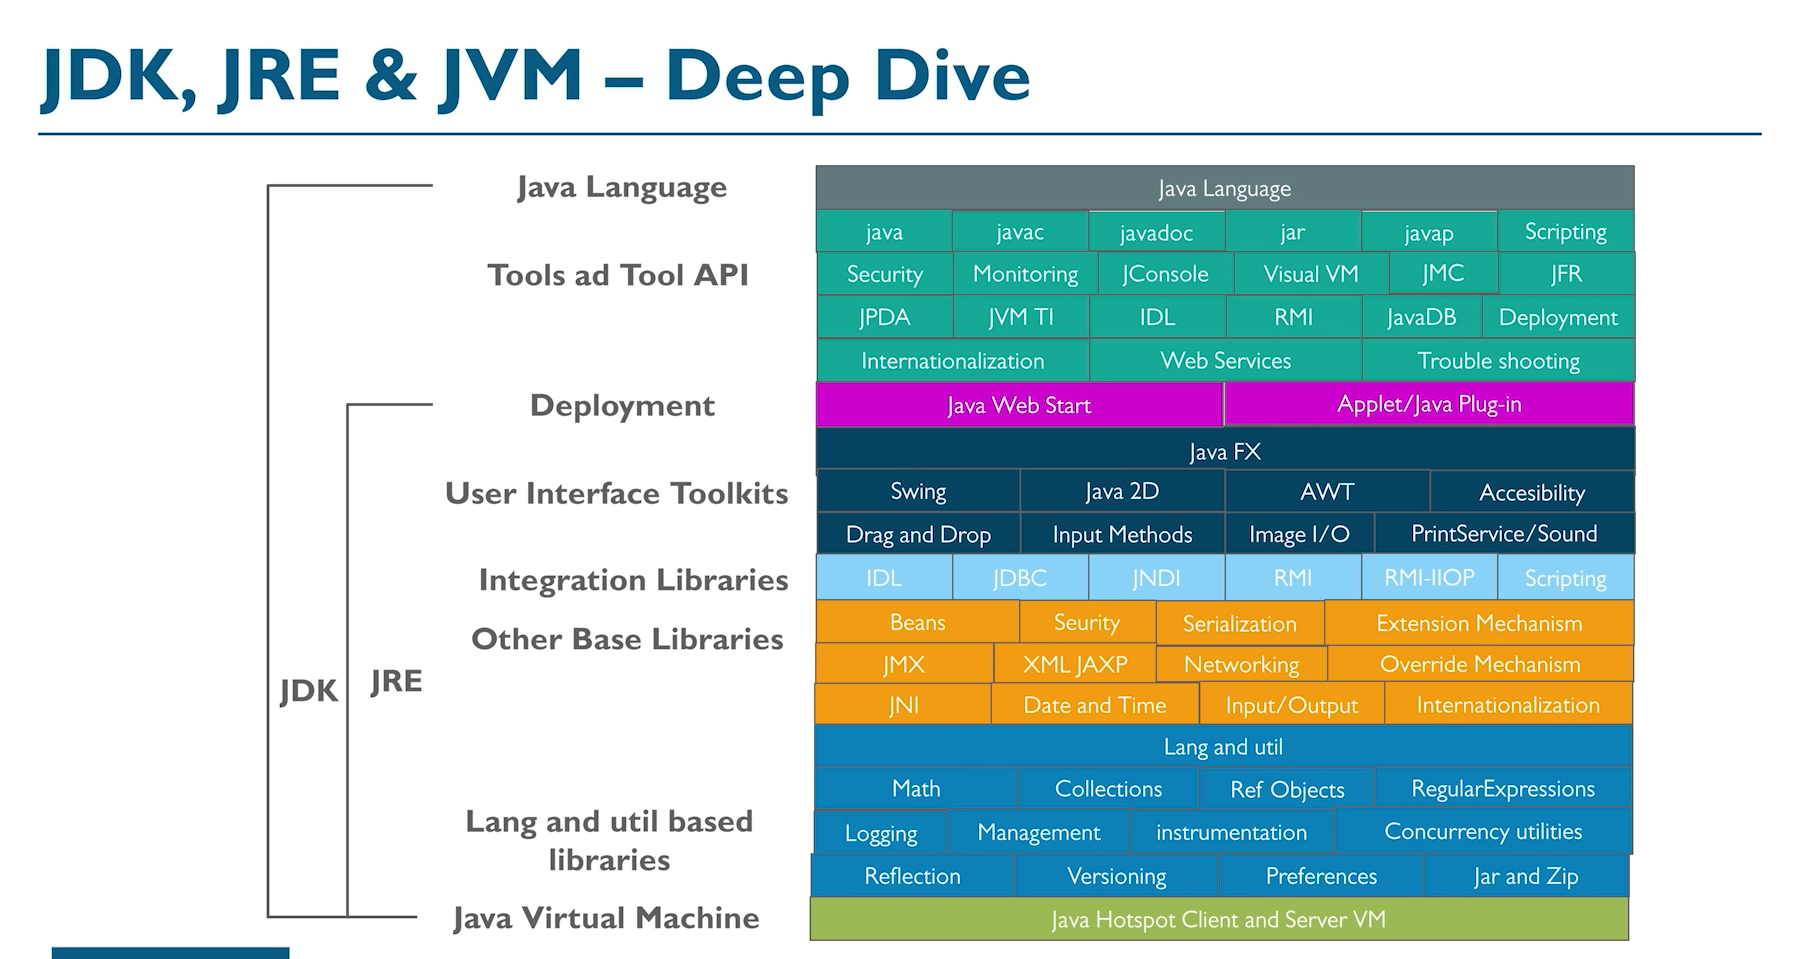 JDK, JRE & JVM – Deep Dive
Java Language
Java Language
java javac javadoc jar javap Scripting
Tools ad Tool API
Security Monitoring JConsole Visual VM JMC JFR
JPDA JVM TI IDL RMI JavaDB Deployment
Internationalization Web Services Trouble shooting
Deployment
Java Web Start Applet/Java Plug-in
Java FX
User Interface Toolkits
Swing Java 2D AWT Accesibility
Drag and Drop Input Methods Image I/O PrintService/Sound
Integration Libraries
IDL JDBC JNDI RMI RMI-IIOP Scripting
Other Base Libraries
Beans Seurity Serialization Extension Mechanism
JMX XML JAXP Networking Override Mechanism
JDK JRE
JNI Date and Time Input/Output Internationalization
Lang and util
Math Collections Ref Objects RegularExpressions
Lang and util based
libraries
Logging Management instrumentation Concurrency utilities
Reflection Versioning Preferences Jar and Zip
Java Virtual Machine
Java Hotspot Client and Server VM